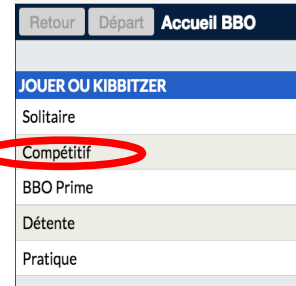 Retour Départ Accueil BBO
JOUER OU KIBBITZER
Solitaire
Compétitif
BBO Prime
Détente
Pratique